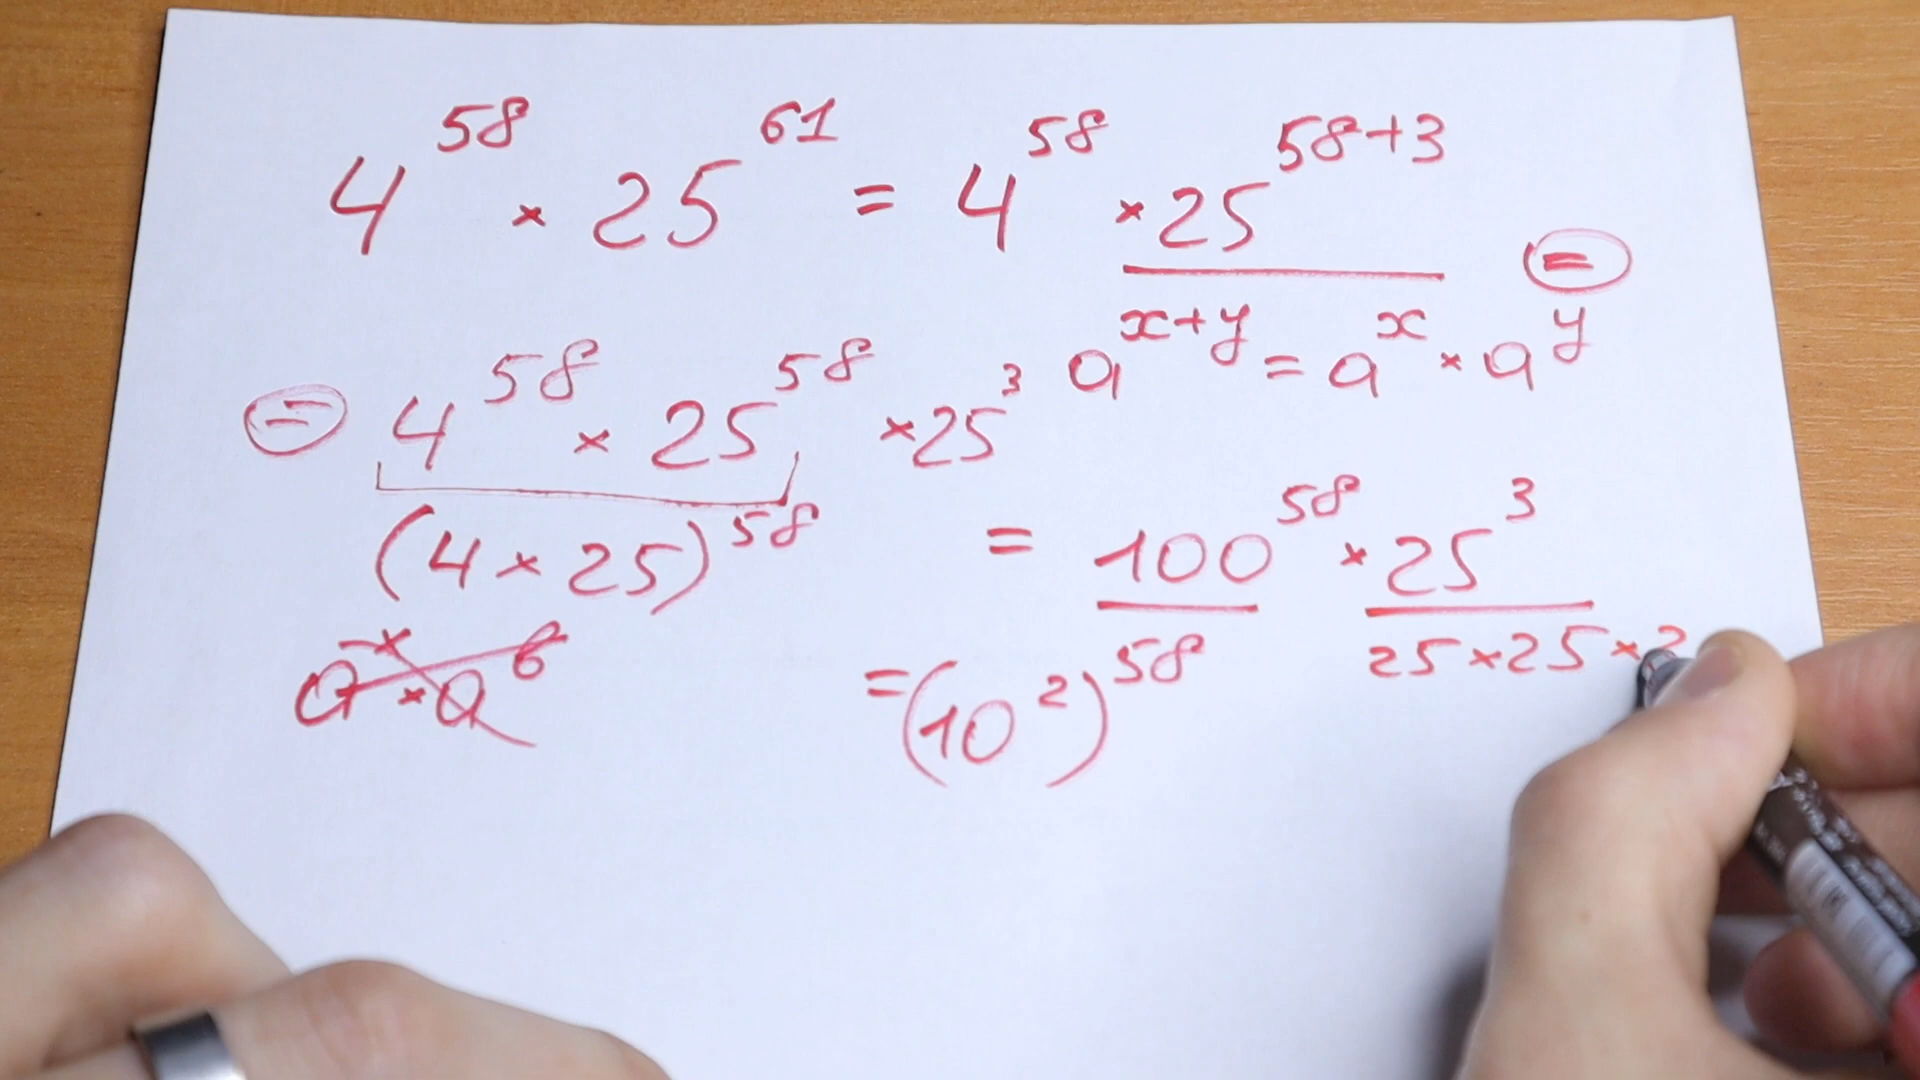 4^58 × 25^61 = 4^58 × 25^(58+3) =
a^(x+y) = a^x × a^y
= 4^58 × 25^58 × 25^3
(4 × 25)^58 = 100^58 × 25^3
25 × 25 × 2
= (10^2)^58